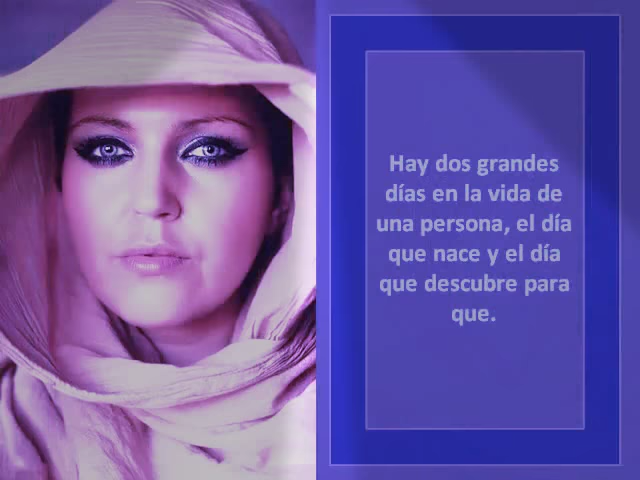 Hay dos grandes
días en la vida de
una persona, el día
que nace y el día
que descubre para
que.